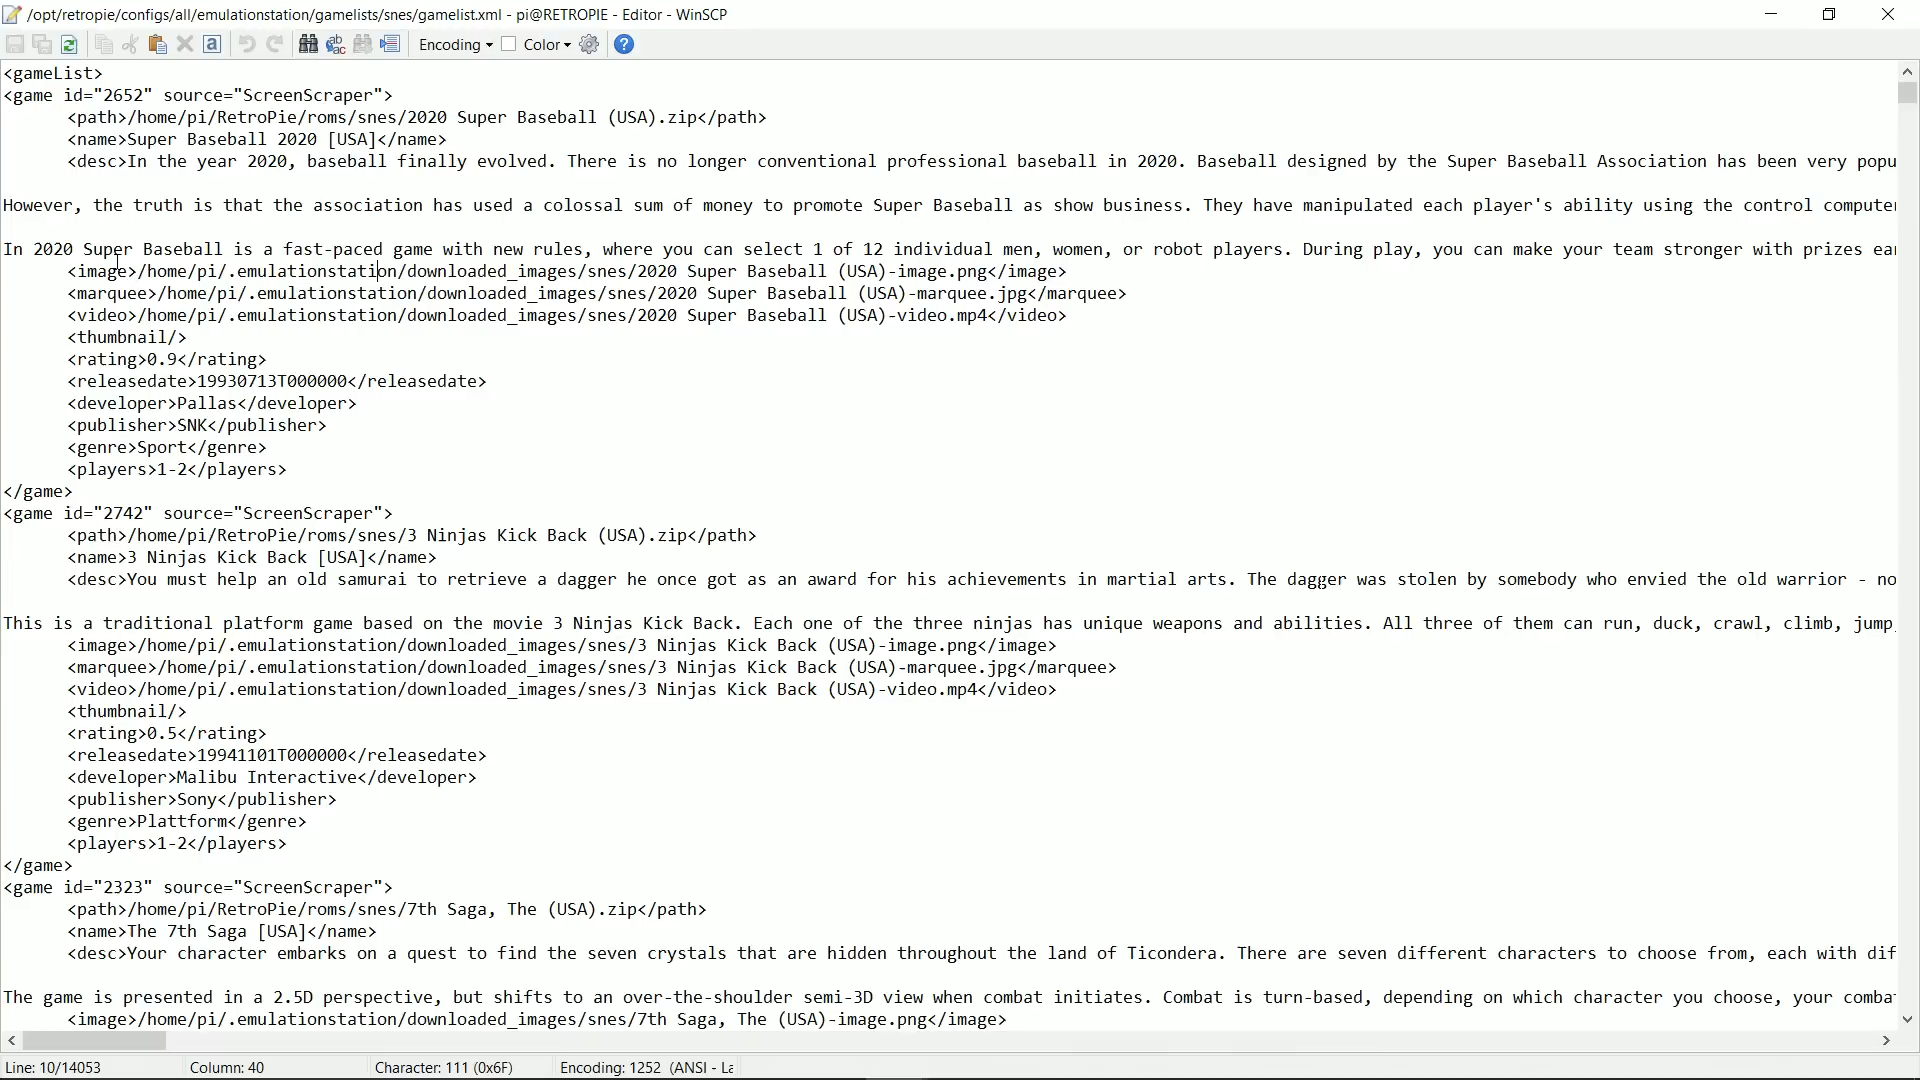 /opt/retropie/configs/all/emulationstation/gamelists/snes/gamelist.xml - pi@RETROPIE - Editor - WinSCP
Encoding Color
<gameList>
<game id="2652" source="ScreenScraper">
<path>/home/pi/RetroPie/roms/snes/2020 Super Baseball (USA).zip</path>
<name>Super Baseball 2020 [USA]</name>
<desc>In the year 2020, baseball finally evolved. There is no longer conventional professional baseball in 2020. Baseball designed by the Super Baseball Association has been very popu
However, the truth is that the association has used a colossal sum of money to promote Super Baseball as show business. They have manipulated each player's ability using the control computer
In 2020 Super Baseball is a fast-paced game with new rules, where you can select 1 of 12 individual men, women, or robot players. During play, you can make your team stronger with prizes ear
<image>/home/pi/.emulationstation/downloaded_images/snes/2020 Super Baseball (USA)-image.png</image>
<marquee>/home/pi/.emulationstation/downloaded_images/snes/2020 Super Baseball (USA)-marquee.jpg</marquee>
<video>/home/pi/.emulationstation/downloaded_images/snes/2020 Super Baseball (USA)-video.mp4</video>
<thumbnail/>
<rating>0.9</rating>
<releasedate>19930713T000000</releasedate>
<developer>Pallas</developer>
<publisher>SNK</publisher>
<genre>Sport</genre>
<players>1-2</players>
</game>
<game id="2742" source="ScreenScraper">
<path>/home/pi/RetroPie/roms/snes/3 Ninjas Kick Back (USA).zip</path>
<name>3 Ninjas Kick Back [USA]</name>
<desc>You must help an old samurai to retrieve a dagger he once got as an award for his achievements in martial arts. The dagger was stolen by somebody who envied the old warrior - no
This is a traditional platform game based on the movie 3 Ninjas Kick Back. Each one of the three ninjas has unique weapons and abilities. All three of them can run, duck, crawl, climb, jump,
<image>/home/pi/.emulationstation/downloaded_images/snes/3 Ninjas Kick Back (USA)-image.png</image>
<marquee>/home/pi/.emulationstation/downloaded_images/snes/3 Ninjas Kick Back (USA)-marquee.jpg</marquee>
<video>/home/pi/.emulationstation/downloaded_images/snes/3 Ninjas Kick Back (USA)-video.mp4</video>
<thumbnail/>
<rating>0.5</rating>
<releasedate>19941101T000000</releasedate>
<developer>Malibu Interactive</developer>
<publisher>Sony</publisher>
<genre>Plattform</genre>
<players>1-2</players>
</game>
<game id="2323" source="ScreenScraper">
<path>/home/pi/RetroPie/roms/snes/7th Saga, The (USA).zip</path>
<name>The 7th Saga [USA]</name>
<desc>Your character embarks on a quest to find the seven crystals that are hidden throughout the land of Ticondera. There are seven different characters to choose from, each with dif
The game is presented in a 2.5D perspective, but shifts to an over-the-shoulder semi-3D view when combat initiates. Combat is turn-based, depending on which character you choose, your comba
<image>/home/pi/.emulationstation/downloaded_images/snes/7th Saga, The (USA)-image.png</image>
Line: 10/14053 Column: 40 Character: 111 (0x6F) Encoding: 1252 (ANSI - La